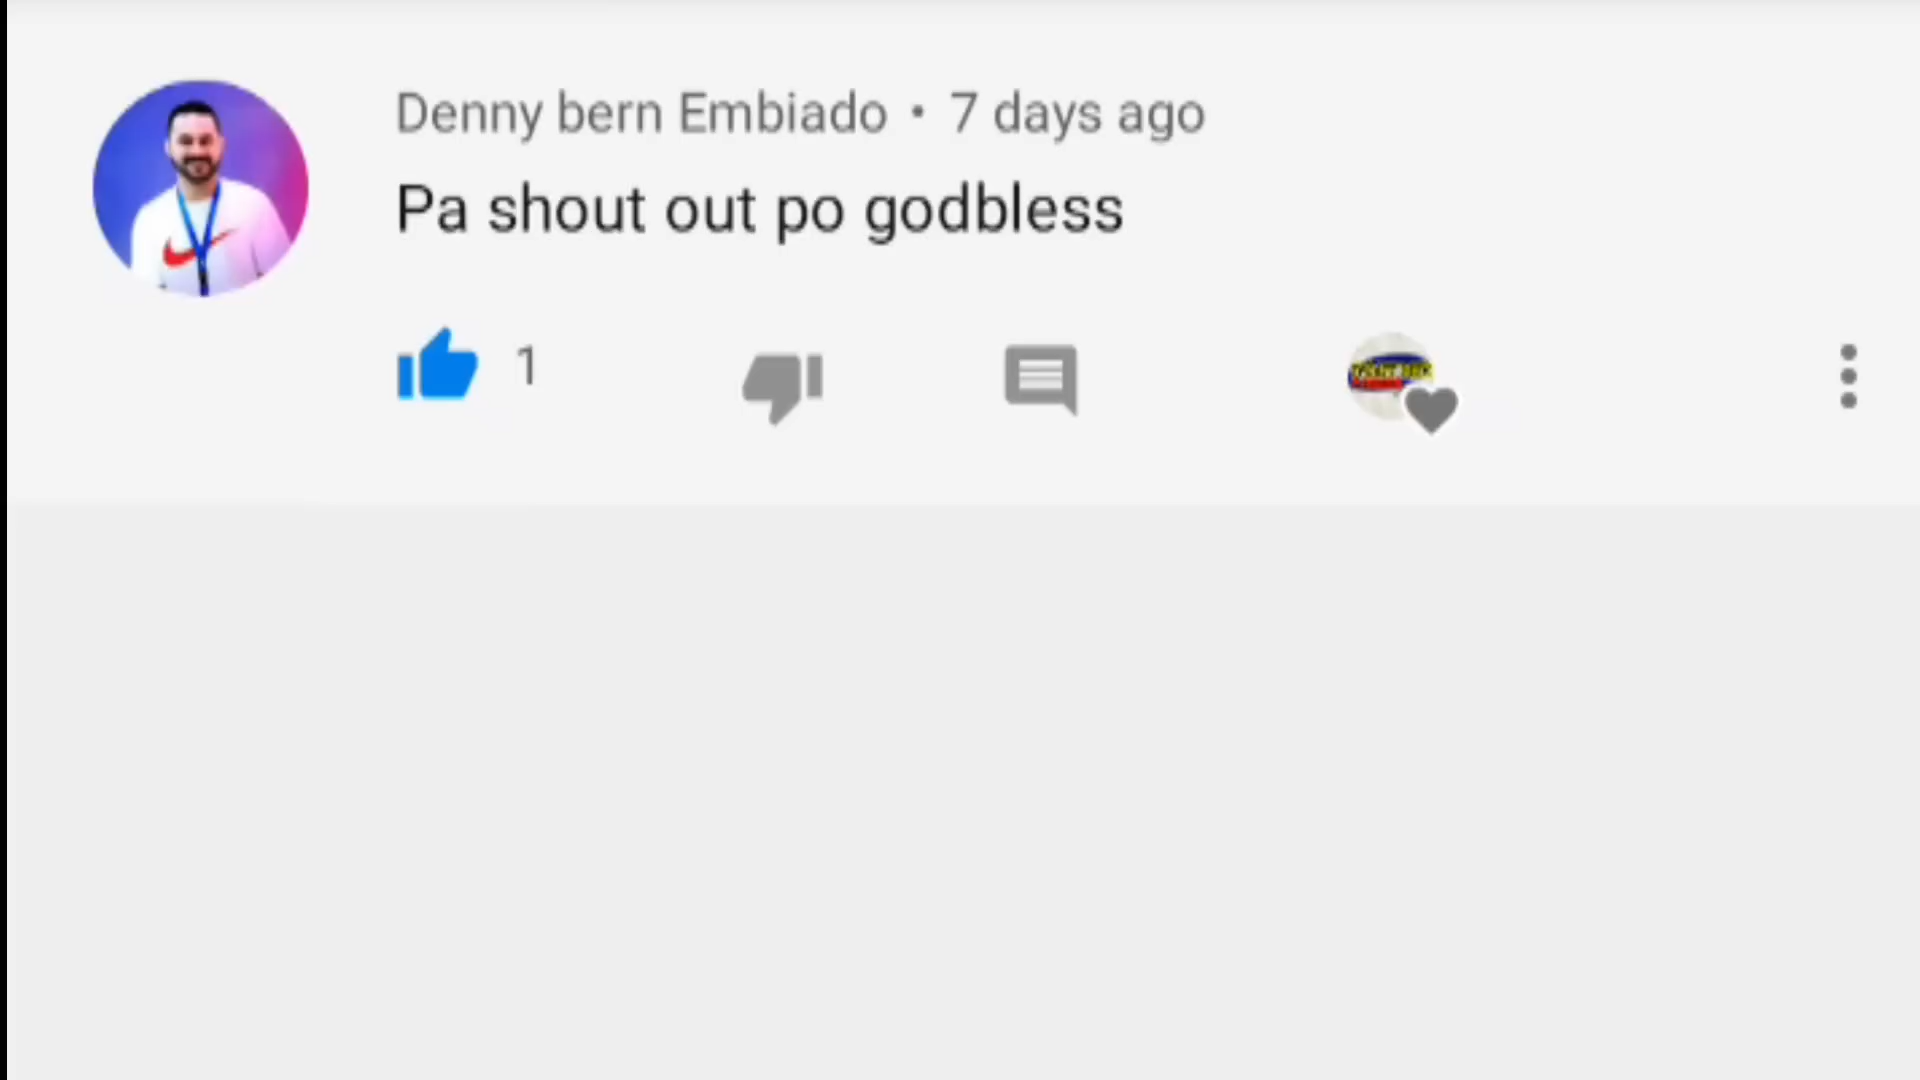 Denny bern Embiado • 7 days ago
Pa shout out po godbless
1